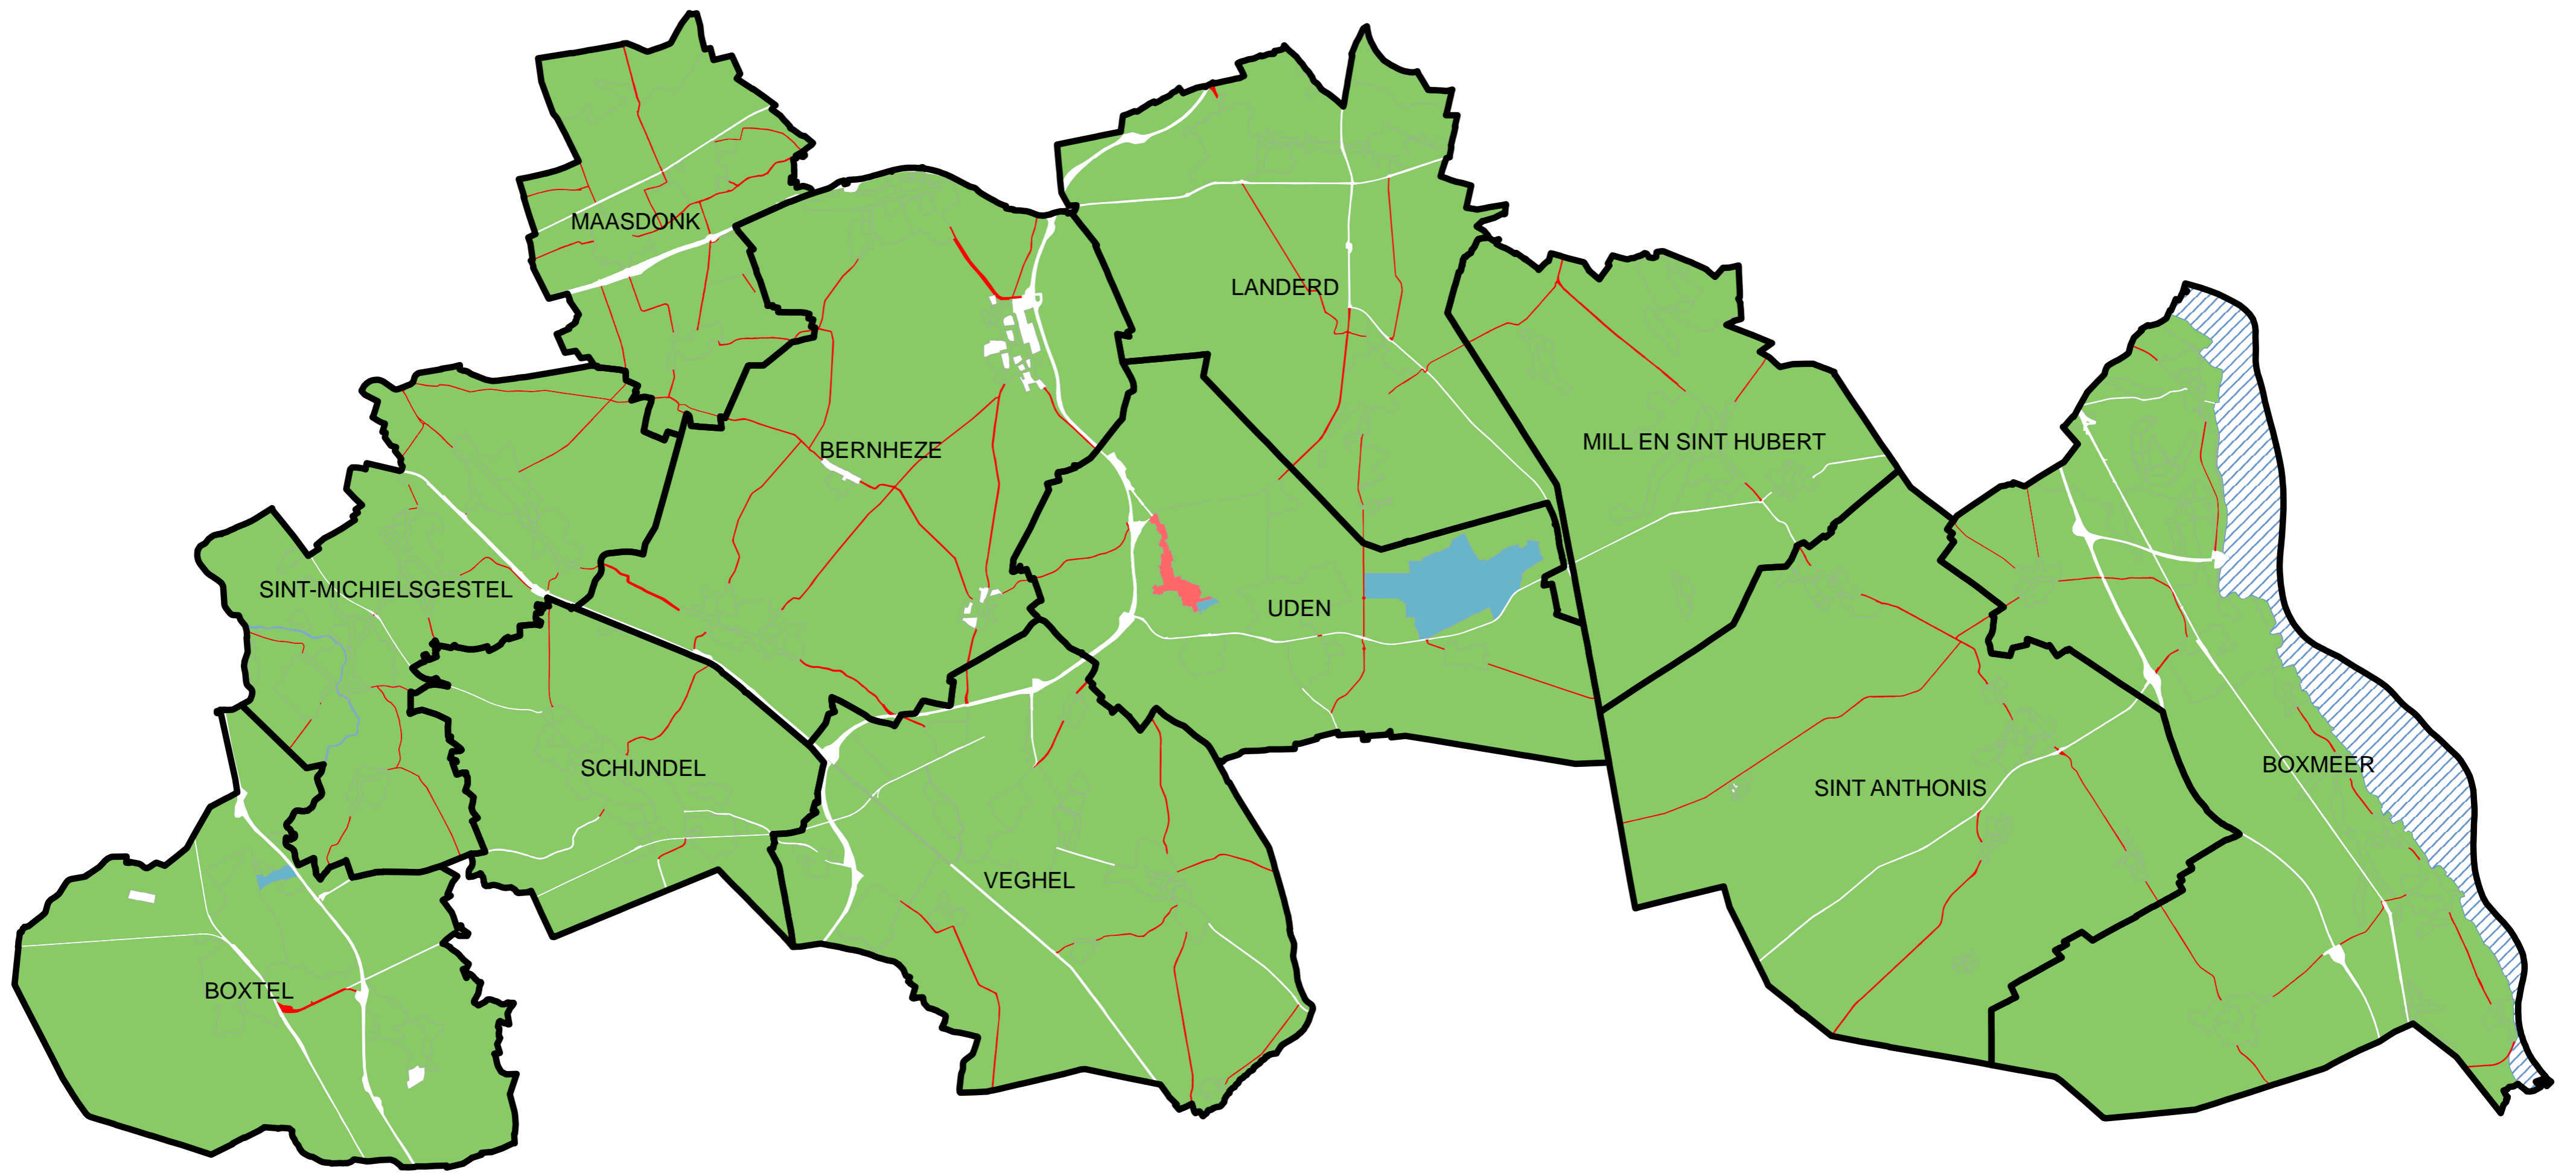 MAASDONK
LANDERD
BERNHEZE
MILL EN SINT HUBERT
SINT-MICHIELSGESTEL
UDEN
SCHIJNDEL
BOXMEER
SINT ANTHONIS
VEGHEL
BOXTEL